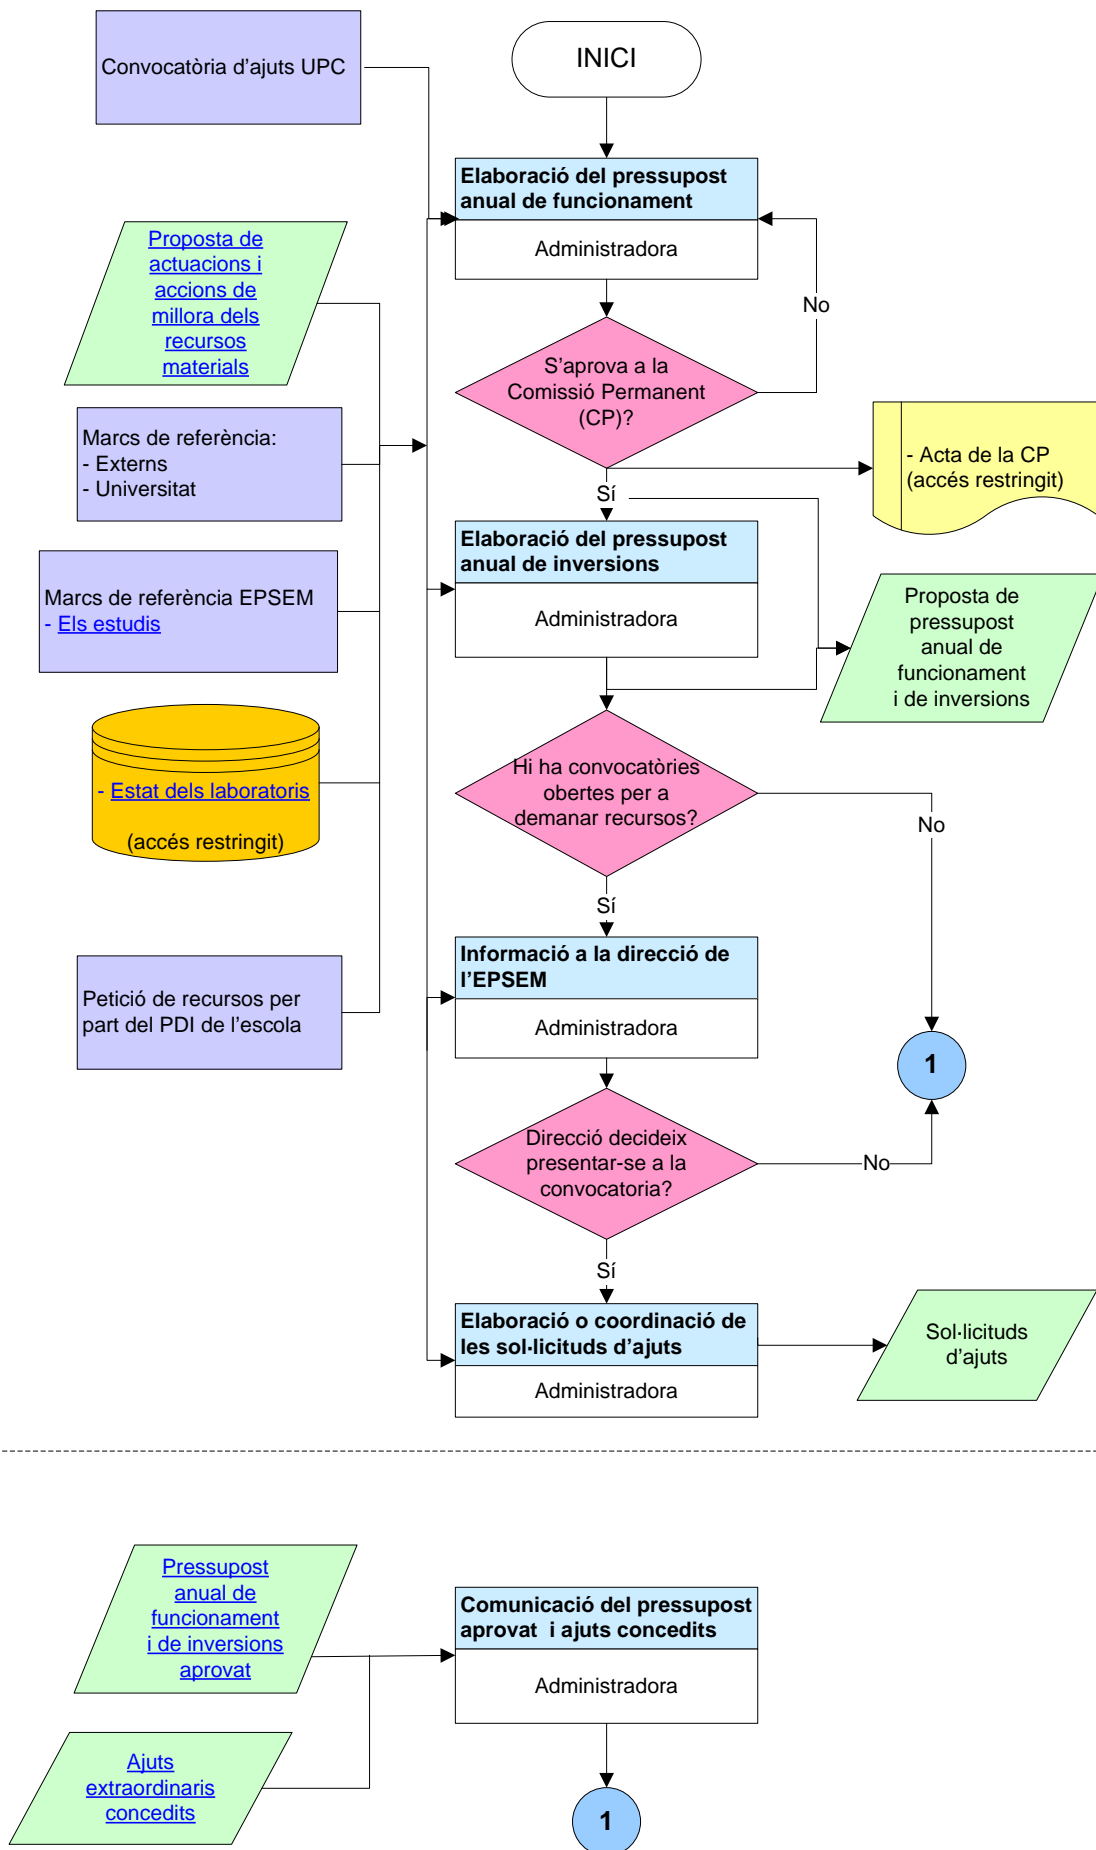 Convocatòria d'ajuts UPC
INICI
Elaboració del pressupost
anual de funcionament
Administradora
Proposta de
actuacions i
accions de
millora dels
recursos
materials
No
S'aprova a la
Comissió Permanent
(CP)?
Marcs de referència:
- Externs
- Universitat
- Acta de la CP
(accés restringit)
Sí
Elaboració del pressupost
anual de inversions
Administradora
Marcs de referència EPSEM
- Els estudis
Proposta de
pressupost
anual de
funcionament
i de inversions
- Estat dels laboratoris
(accés restringit)
Hi ha convocatòries
obertes per a
demanar recursos?
No
Sí
Informació a la direcció de
l'EPSEM
Administradora
Petició de recursos per
part del PDI de l'escola
1
Direcció decideix
presentar-se a la
convocatoria?
No
Sí
Elaboració o coordinació de
les sol·licituds d'ajuts
Administradora
Sol·licituds
d'ajuts
Pressupost
anual de
funcionament
i de inversions
aprovat
Comunicació del pressupost
aprovat  i ajuts concedits
Administradora
Ajuts
extraordinaris
concedits
1